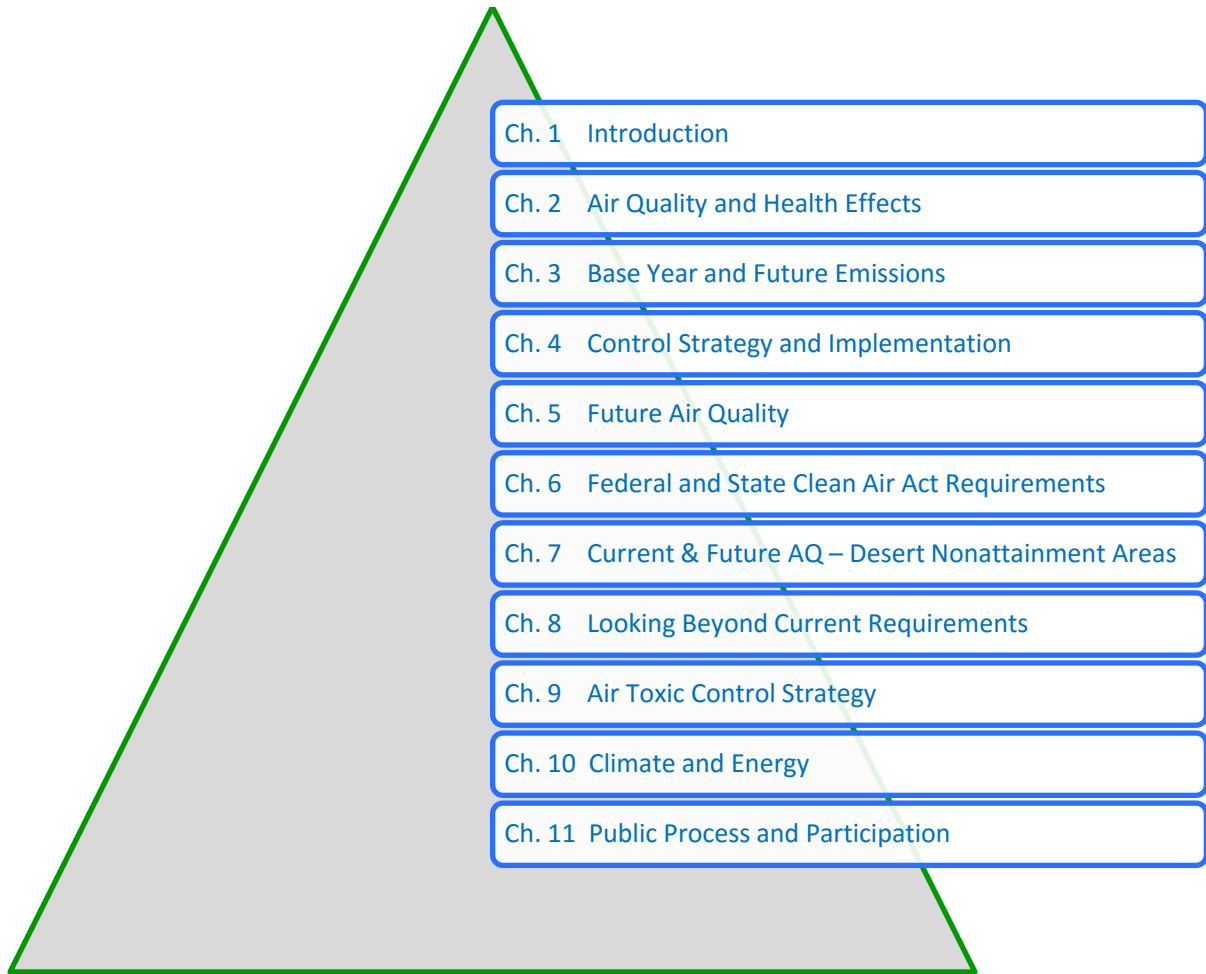 Ch. 1 Introduction
Ch. 2 Air Quality and Health Effects
Ch. 3 Base Year and Future Emissions
Ch. 4 Control Strategy and Implementation
Ch. 5 Future Air Quality
Ch. 6 Federal and State Clean Air Act Requirements
Ch. 7 Current & Future AQ – Desert Nonattainment Areas
Ch. 8 Looking Beyond Current Requirements
Ch. 9 Air Toxic Control Strategy
Ch. 10 Climate and Energy
Ch. 11 Public Process and Participation